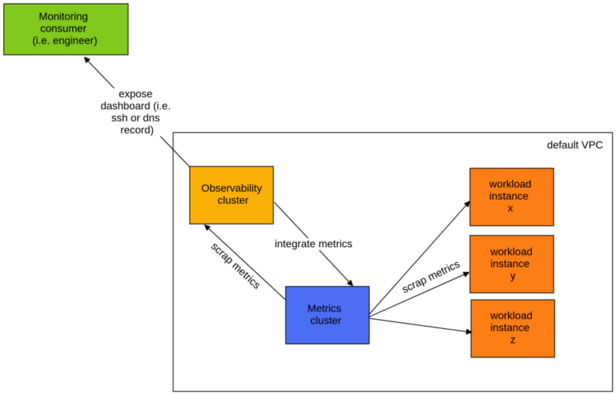 Monitoring
consumer
(i.e. engineer)
expose
dashboard (i.e.
ssh or dns
record)
default VPC
Observability
cluster
workload
instance
x
integrate metrics
scrap metrics
scrap metrics
workload
instance
y
Metrics
cluster
workload
instance
z